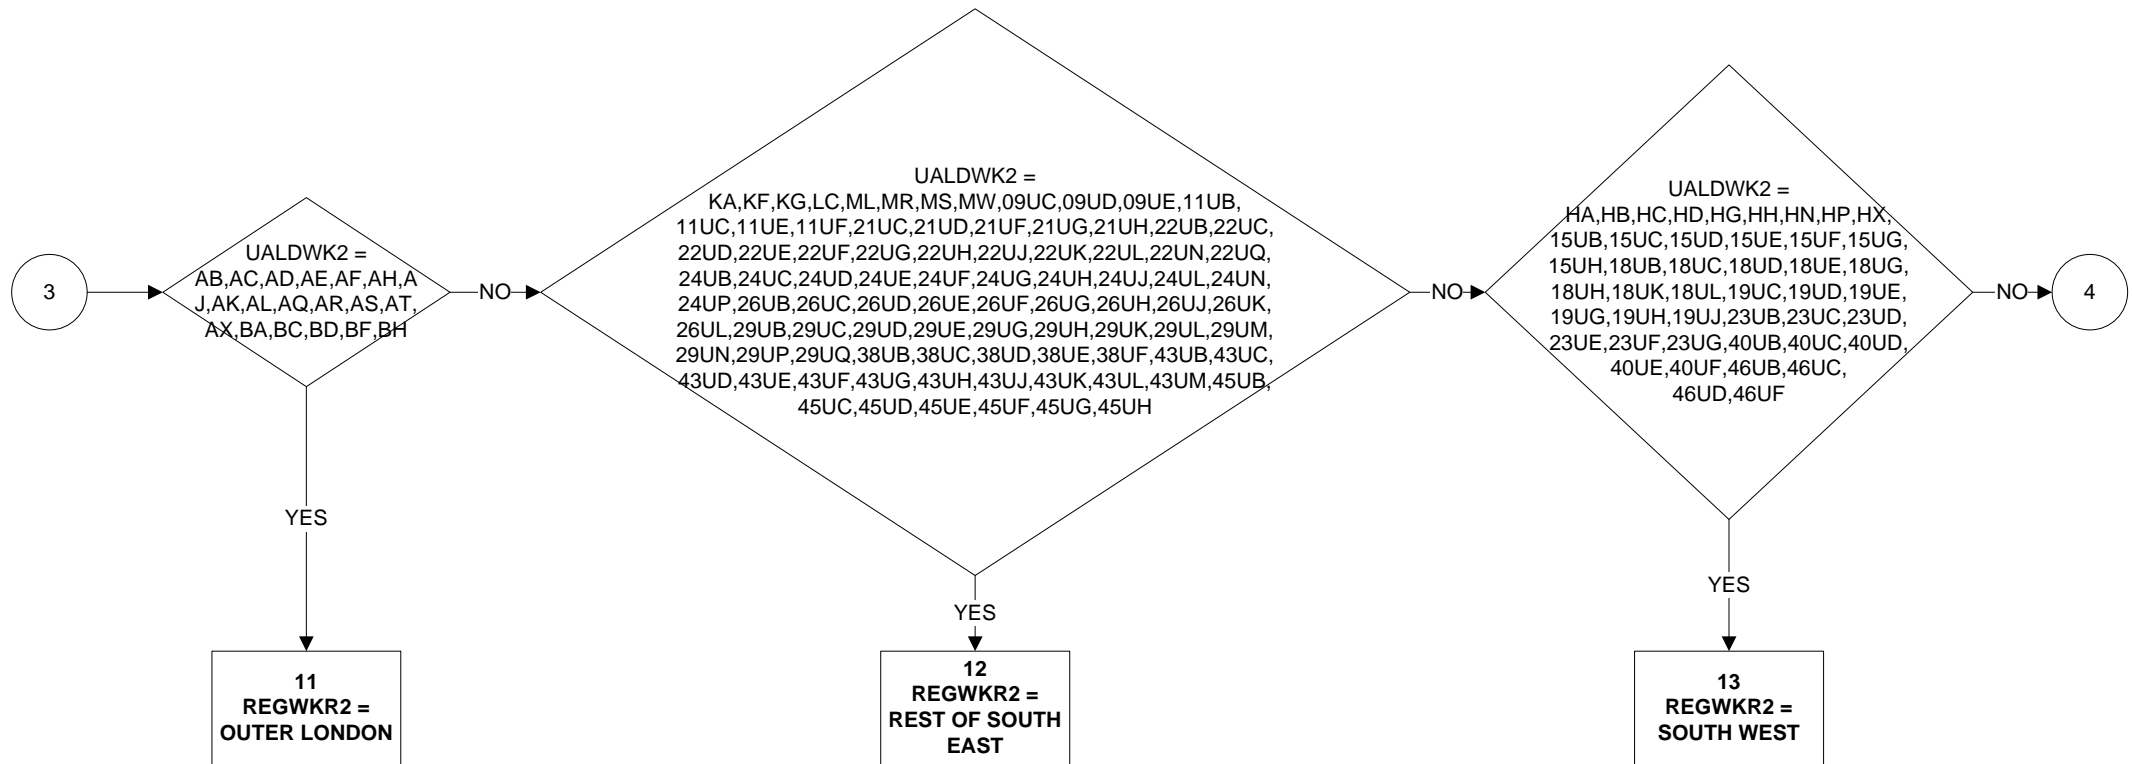 3
UALDWK2 =
AB,AC,AD,AE,AF,AH,A
J,AK,AL,AQ,AR,AS,AT,
AX,BA,BC,BD,BF,BH
NO
UALDWK2 =
KA,KF,KG,LC,ML,MR,MS,MW,09UC,09UD,09UE,11UB,
11UC,11UE,11UF,21UC,21UD,21UF,21UG,21UH,22UB,22UC,
22UD,22UE,22UF,22UG,22UH,22UJ,22UK,22UL,22UN,22UQ,
24UB,24UC,24UD,24UE,24UF,24UG,24UH,24UJ,24UL,24UN,
24UP,26UB,26UC,26UD,26UE,26UF,26UG,26UH,26UJ,26UK,
26UL,29UB,29UC,29UD,29UE,29UG,29UH,29UK,29UL,29UM,
29UN,29UP,29UQ,38UB,38UC,38UD,38UE,38UF,43UB,43UC,
43UD,43UE,43UF,43UG,43UH,43UJ,43UK,43UL,43UM,45UB,
45UC,45UD,45UE,45UF,45UG,45UH
NO
UALDWK2 =
HA,HB,HC,HD,HG,HH,HN,HP,HX,
15UB,15UC,15UD,15UE,15UF,15UG,
15UH,18UB,18UC,18UD,18UE,18UG,
18UH,18UK,18UL,19UC,19UD,19UE,
19UG,19UH,19UJ,23UB,23UC,23UD,
23UE,23UF,23UG,40UB,40UC,40UD,
40UE,40UF,46UB,46UC,
46UD,46UF
NO
4
YES
YES
YES
11
REGWKR2 =
OUTER LONDON
12
REGWKR2 =
REST OF SOUTH
EAST
13
REGWKR2 =
SOUTH WEST